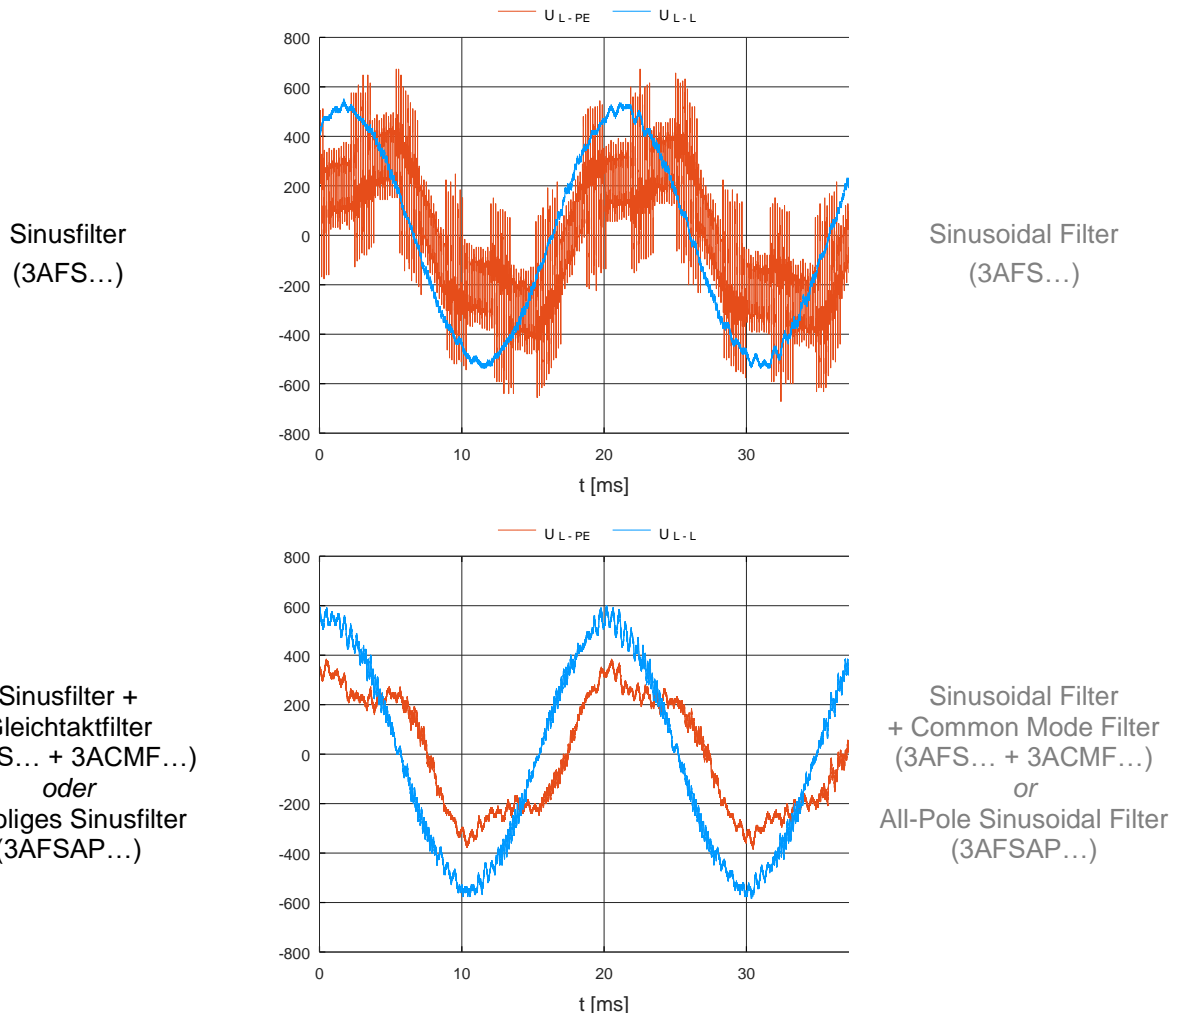 U L - PE U L - L
800
600
400
200
0
-200
-400
-600
-800
0 10 20 30
t [ms]
Sinusfilter
(3AFS…)
Sinusoidal Filter
(3AFS…)
U L - PE U L - L
800
600
400
200
0
-200
-400
-600
-800
0 10 20 30
t [ms]
Sinusfilter +
Gleichtaktfilter
S… + 3ACMF…)
oder
oliges Sinusfilter
(3AFSAP…)
Sinusoidal Filter
+ Common Mode Filter
(3AFS… + 3ACMF…)
or
All-Pole Sinusoidal Filter
(3AFSAP…)